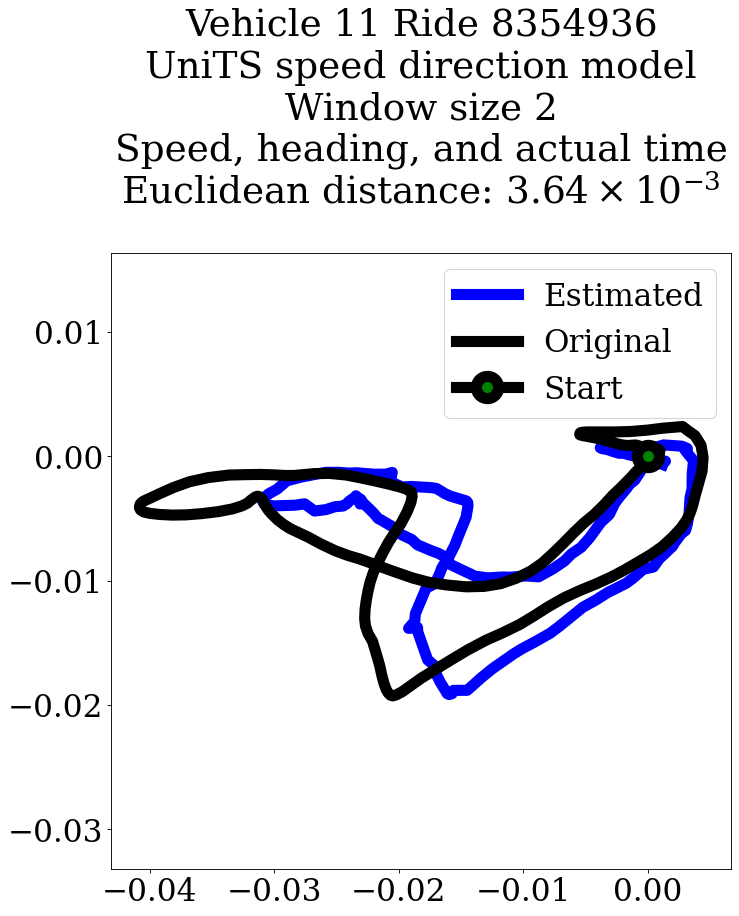 Vehicle 11 Ride 8354936
UniTS speed direction model
Window size 2
Speed, heading, and actual time
Euclidean distance: 3.64 × 10⁻³
Estimated
Original
Start
0.01
0.00
−0.01
−0.02
−0.03
−0.04 −0.03 −0.02 −0.01 0.00